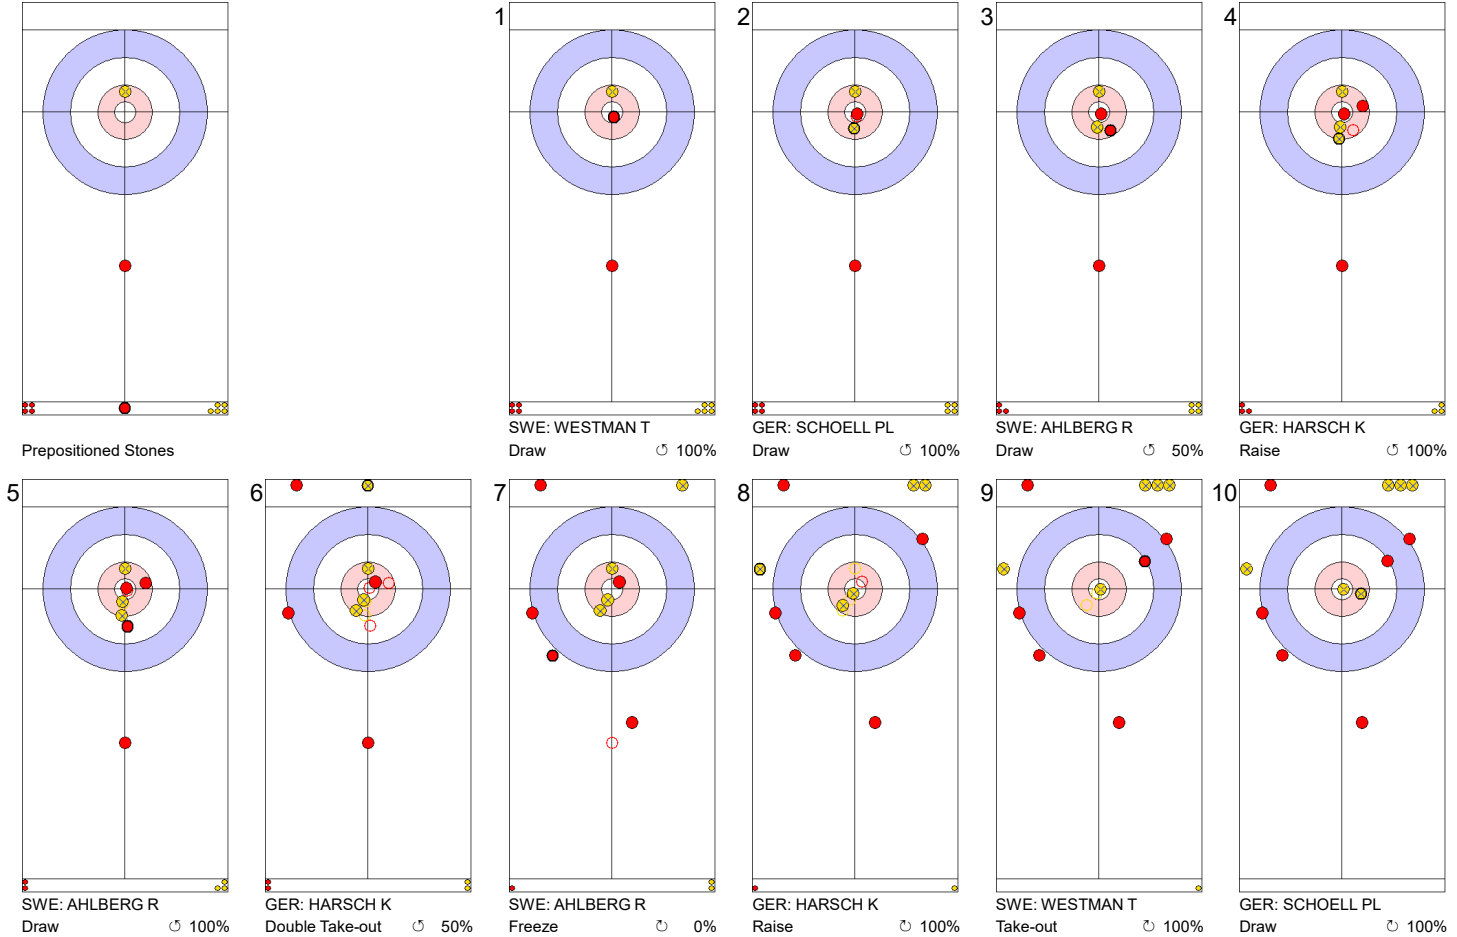 1
2
3
4
SWE: WESTMAN T
GER: SCHOELL PL
SWE: AHLBERG R
GER: HARSCH K
Prepositioned Stones
Draw ↺ 100%
Draw ↺ 100%
Draw ↺ 50%
Raise ↺ 100%
5
6
7
8
9
10
SWE: AHLBERG R
GER: HARSCH K
SWE: AHLBERG R
GER: HARSCH K
SWE: WESTMAN T
GER: SCHOELL PL
Draw ↺ 100%
Double Take-out ↺ 50%
Freeze ↻ 0%
Raise ↻ 100%
Take-out ↻ 100%
Draw ↻ 100%